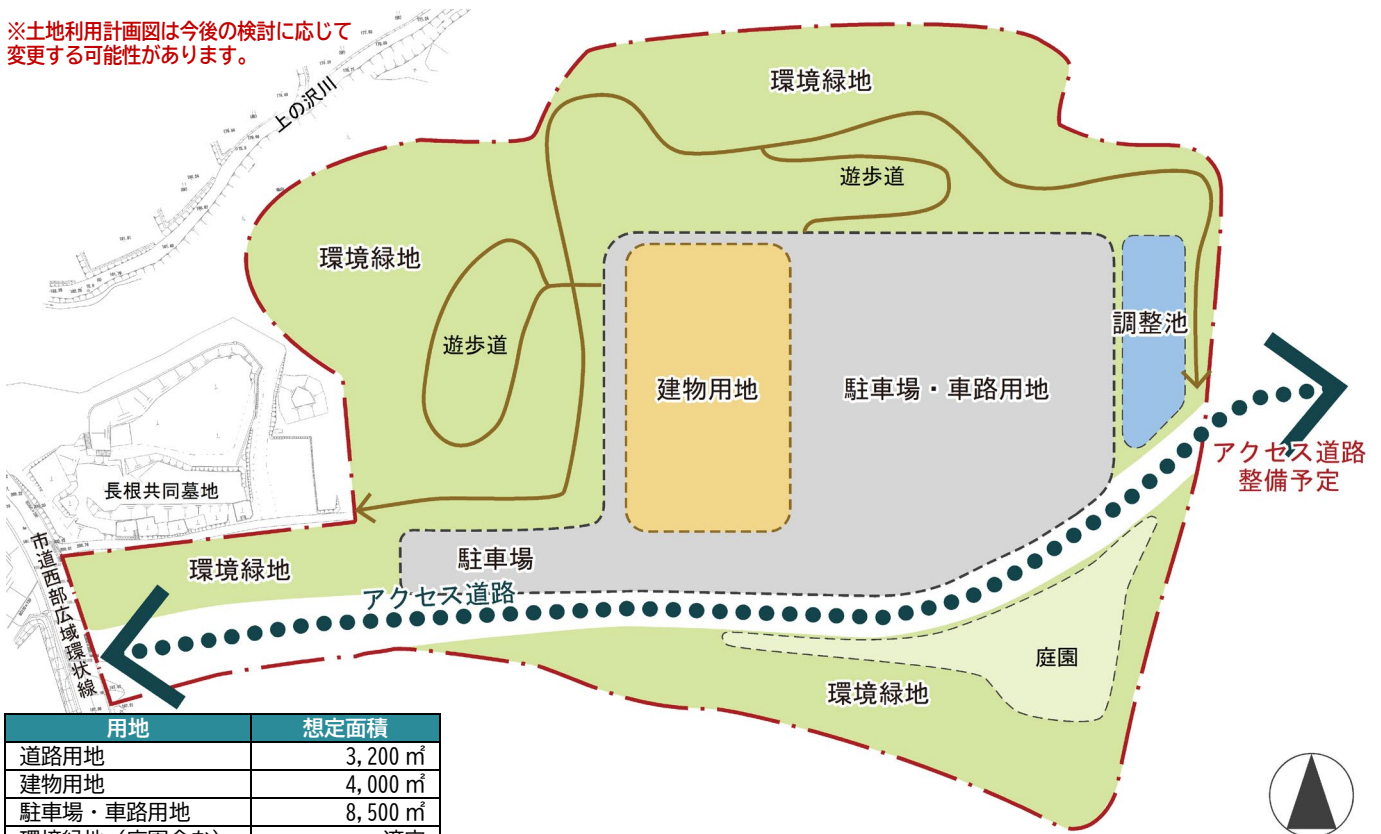 ※土地利用計画図は今後の検討に応じて
変更する可能性があります。
上の沢川
環境緑地
遊歩道
環境緑地
遊歩道
調整池
建物用地
駐車場・車路用地
アクセス道路
整備予定
長根共同墓地
市道西部広域環状線
環境緑地
駐車場
アクセス道路
庭園
環境緑地
用地 想定面積
道路用地 3,200 ㎡
建物用地 4,000 ㎡
駐車場・車路用地 8,500 ㎡